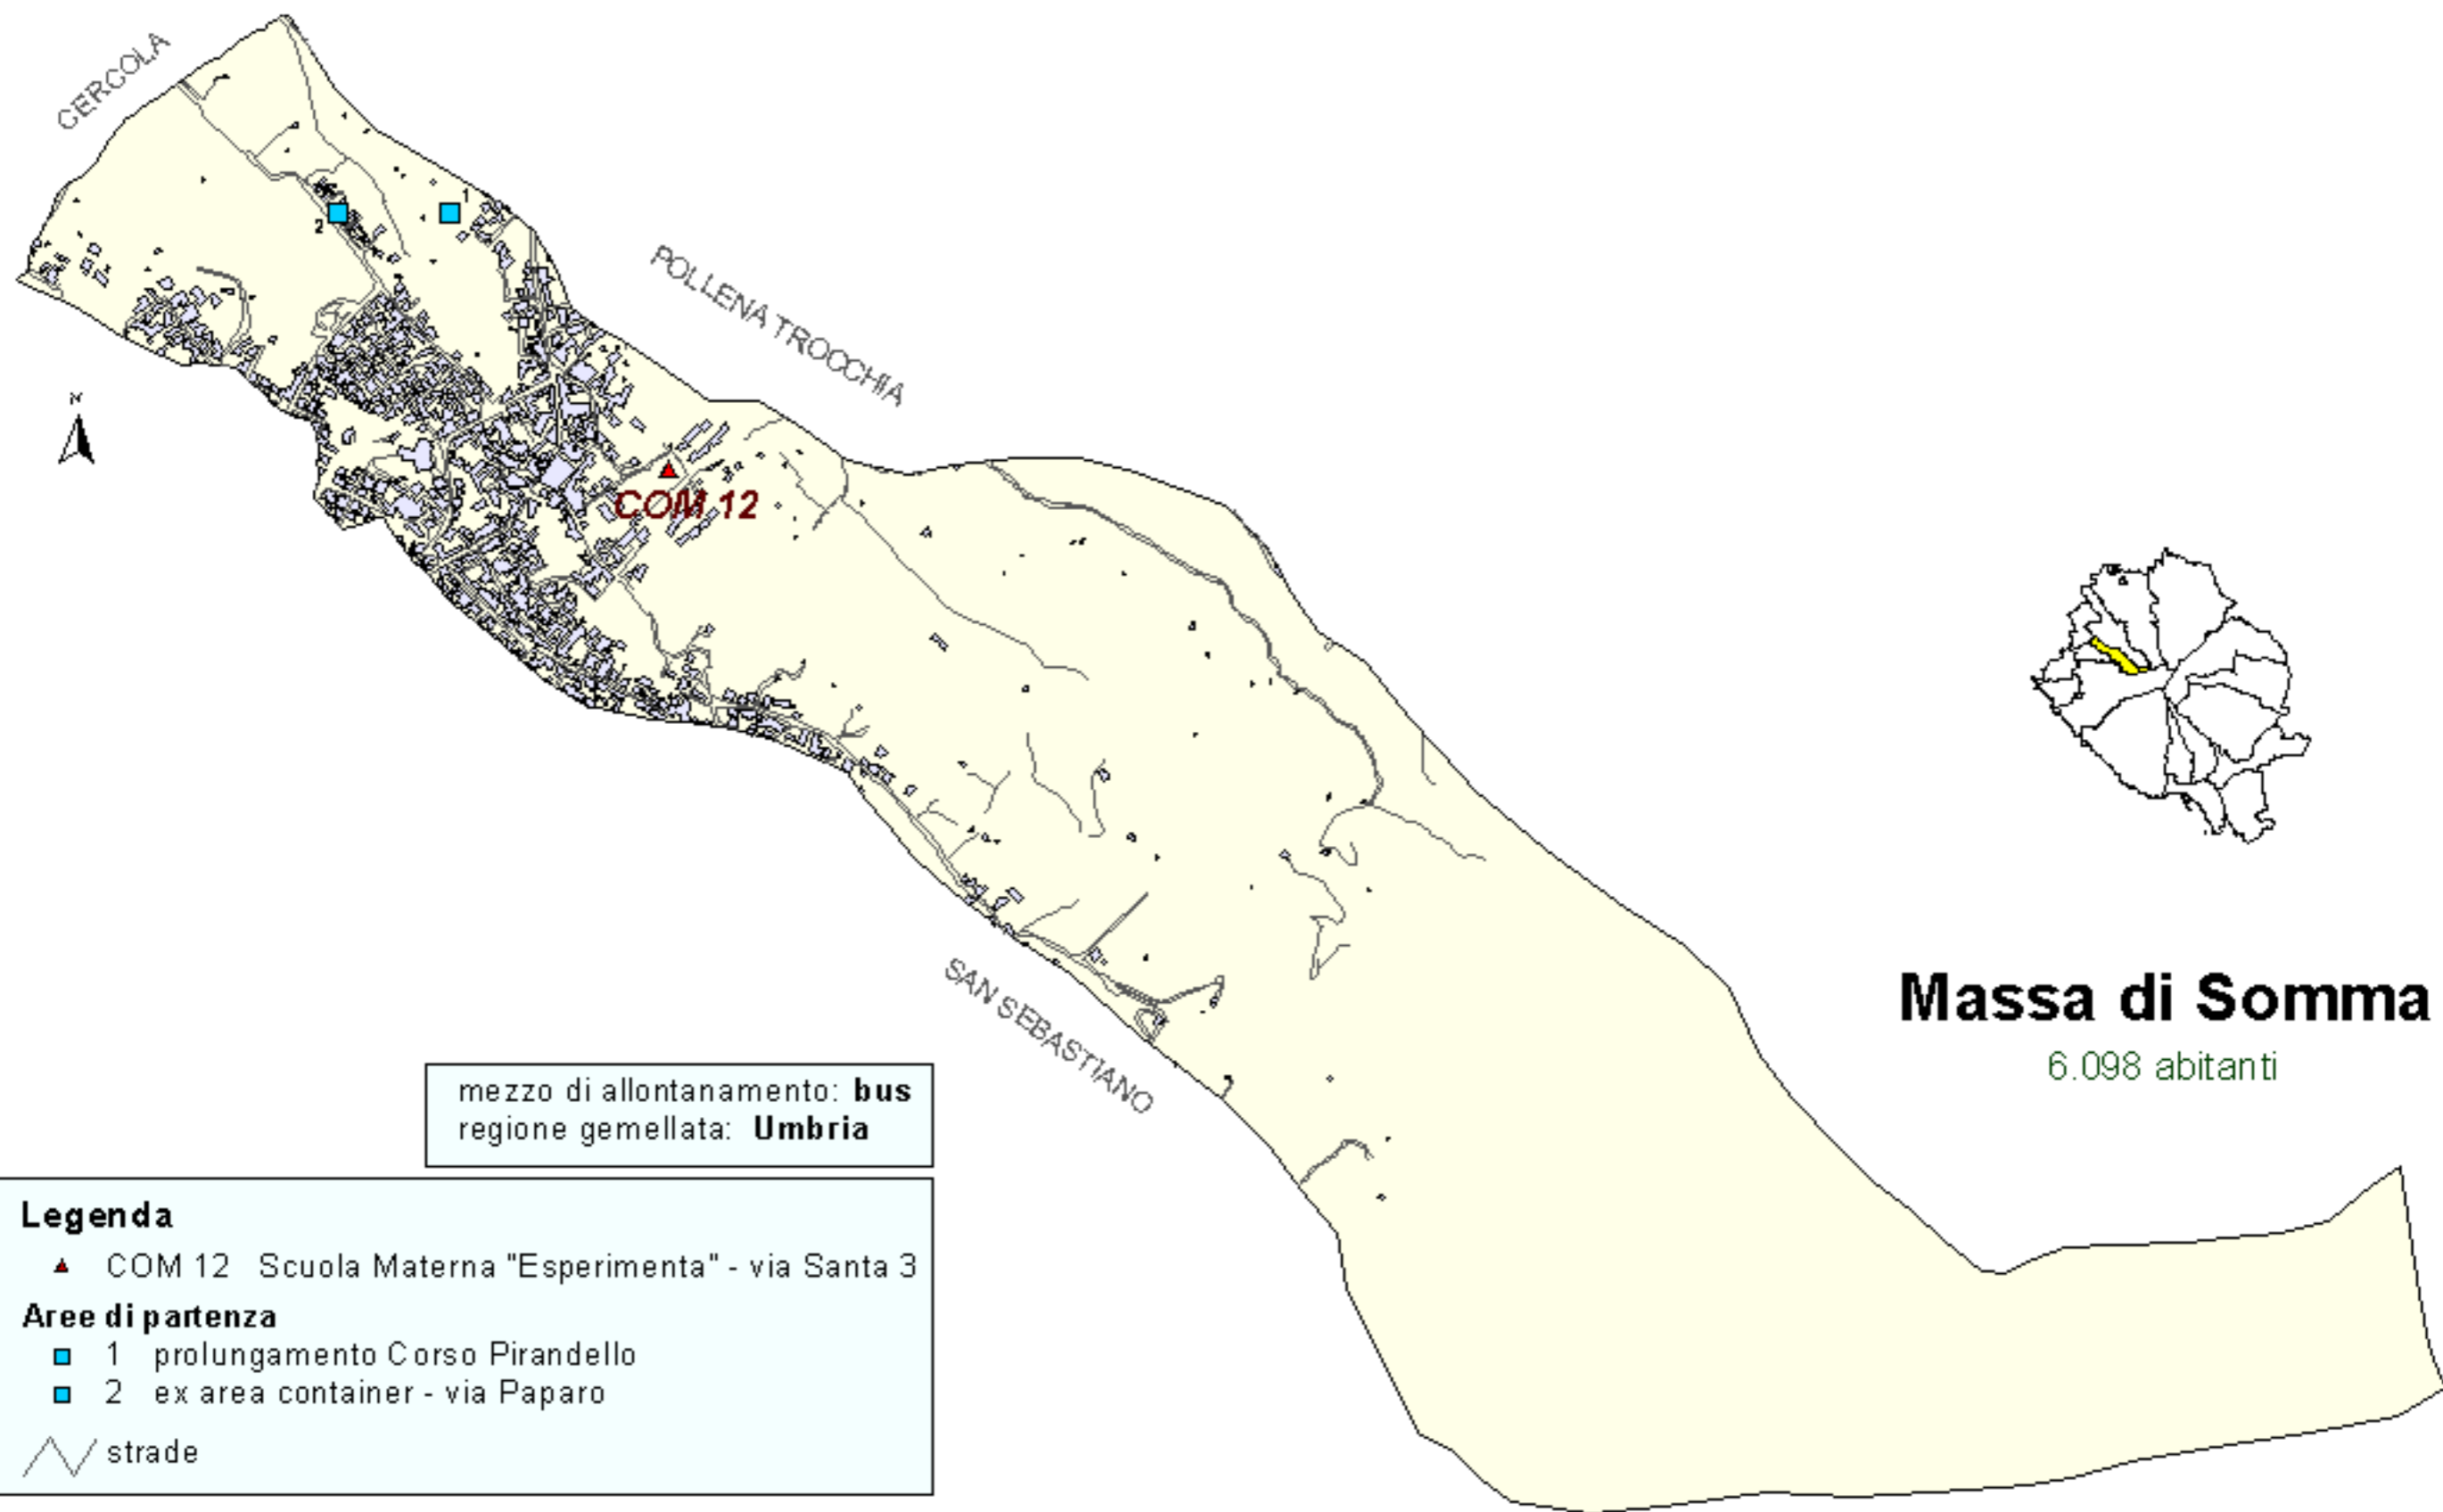 CERCOLA
1
2
POLLENA TROCCHIA
N
COM 12
SAN SEBASTIANO
Massa di Somma
6.098 abitanti
mezzo di allontanamento: bus
regione gemellata: Umbria
Legenda
COM 12 Scuola Materna "Esperimenta" - via Santa 3
Aree di partenza
1 prolungamento Corso Pirandello
2 ex area container - via Paparo
strade